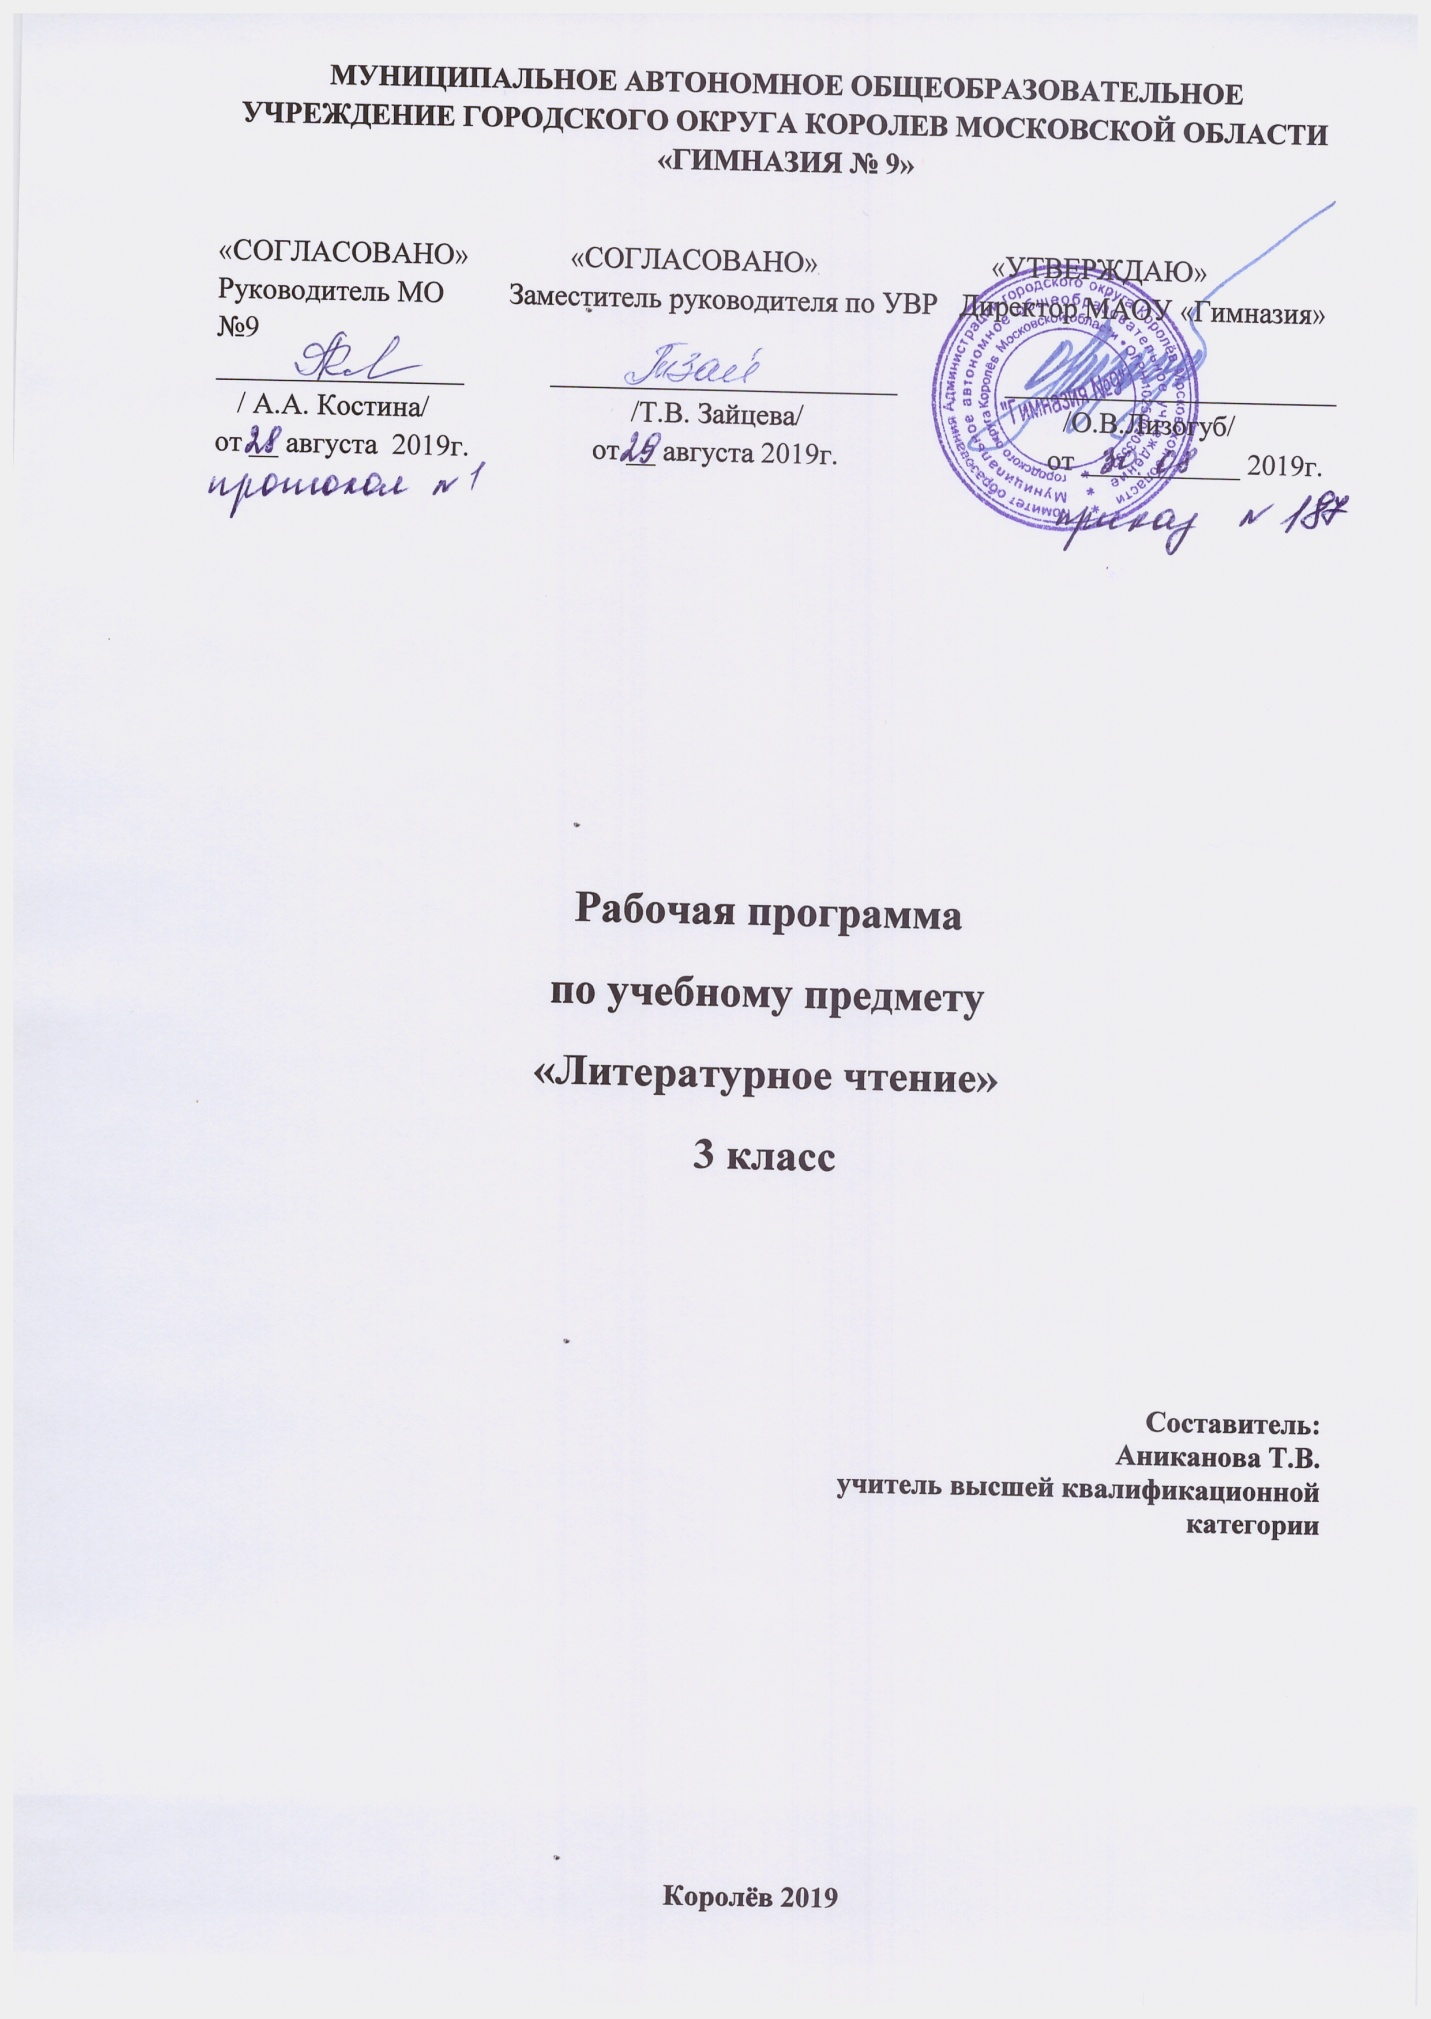 МУНИЦИПАЛЬНОЕ АВТОНОМНОЕ ОБЩЕОБРАЗОВАТЕЛЬНОЕ
УЧРЕЖДЕНИЕ ГОРОДСКОГО ОКРУГА КОРОЛЕВ МОСКОВСКОЙ ОБЛАСТИ
«ГИМНАЗИЯ № 9»
«СОГЛАСОВАНО»
Руководитель МО
№9
/ А.А. Костина/
от 28 августа 2019г.
протокол N 1
«СОГЛАСОВАНО»
Заместитель руководителя по УВР
/Т.В. Зайцева/
от 29 августа 2019г.
«УТВЕРЖДАЮ»
Директор МАОУ «Гимназия»
/О.В.Лизогуб/
от 2019г.
приказ N 187
"Гимназия №9"
Рабочая программа
по учебному предмету
«Литературное чтение»
3 класс
Составитель:
Аниканова Т.В.
учитель высшей квалификационной
категории
Королёв 2019